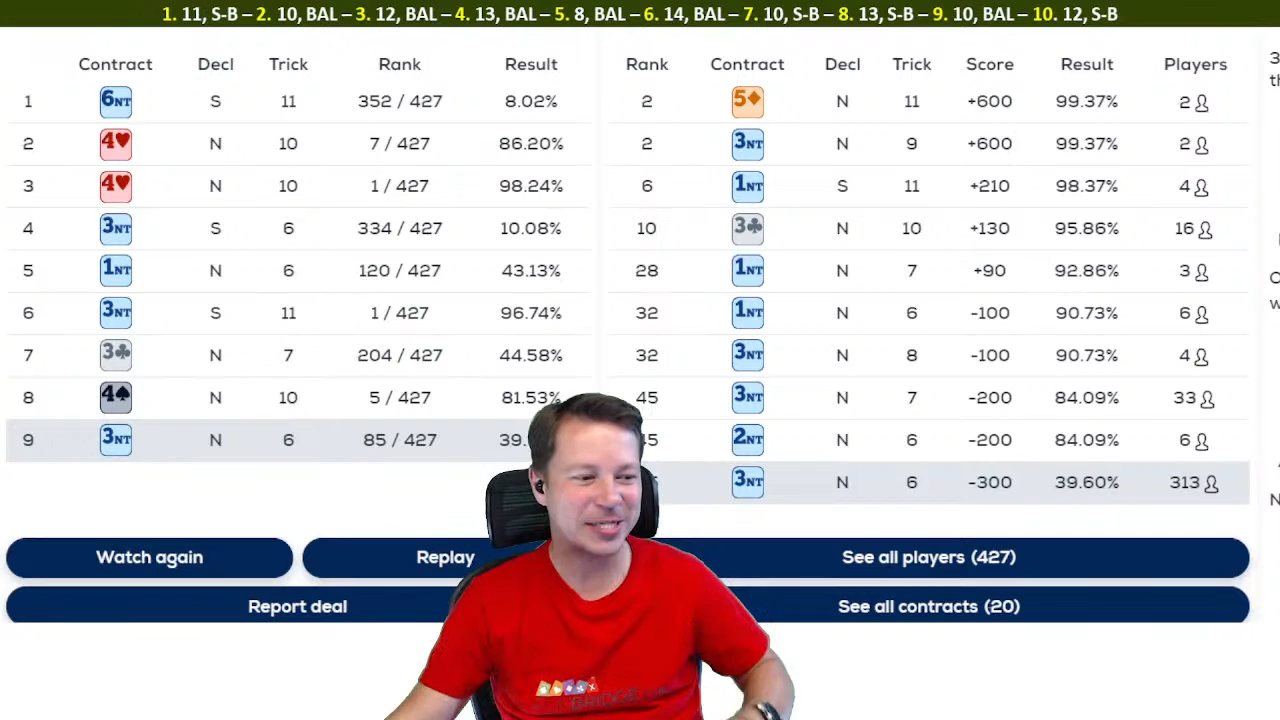 1. 11, S-B – 2. 10, BAL – 3. 12, BAL – 4. 13, BAL – 5. 8, BAL – 6. 14, BAL – 7. 10, S-B – 8. 13, S-B – 9. 10, BAL – 10. 12, S-B
Contract Decl Trick Rank Result
1 6NT S 11 352 / 427 8.02%
2 4♥ N 10 7 / 427 86.20%
3 4♥ N 10 1 / 427 98.24%
4 3NT S 6 334 / 427 10.08%
5 1NT N 6 120 / 427 43.13%
6 3NT S 11 1 / 427 96.74%
7 3♣ N 7 204 / 427 44.58%
8 4♠ N 10 5 / 427 81.53%
9 3NT N 6 85 / 427 39.
Rank Contract Decl Trick Score Result Players
2 5♦ N 11 +600 99.37% 2
2 3NT N 9 +600 99.37% 2
6 1NT S 11 +210 98.37% 4
10 3♣ N 10 +130 95.86% 16
28 1NT N 7 +90 92.86% 3
32 1NT N 6 -100 90.73% 6
32 3NT N 8 -100 90.73% 4
45 3NT N 7 -200 84.09% 33
2NT N 6 -200 84.09% 6
3NT N 6 -300 39.60% 313
Watch again
Replay
See all players (427)
Report deal
See all contracts (20)
BRIDGE